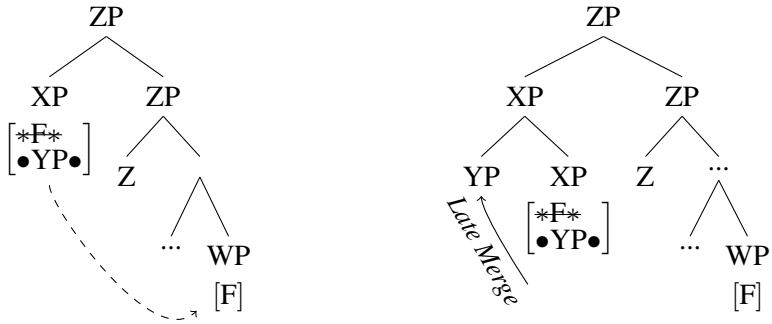 ZP ZP
XP ZP XP ZP
[*F* •YP•] Z YP XP Z ...
Late Merge [*F* •YP•]
... WP ... WP
[F] [F]